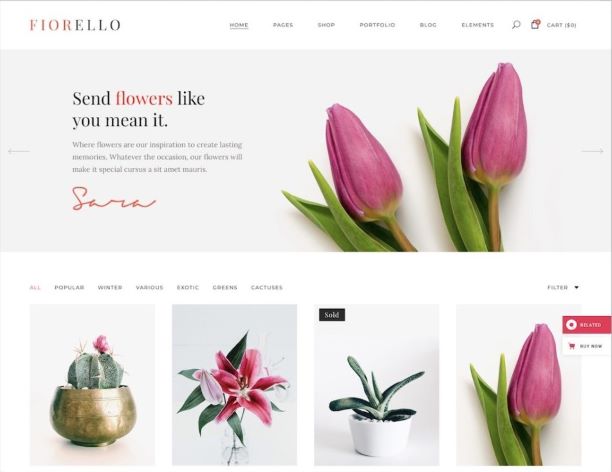 FIORELLO
HOME PAGES SHOP PORTFOLIO BLOG ELEMENTS CART ($0)
Send flowers like
you mean it.
Where flowers are our inspiration to create lasting
memories. Whatever the occasion, our flowers will
make it special cursus a sit amet mauris.
Sara
ALL POPULAR WINTER VARIOUS EXOTIC GREENS CACTUSES FILTER
Sold
RELATED
BUY NOW